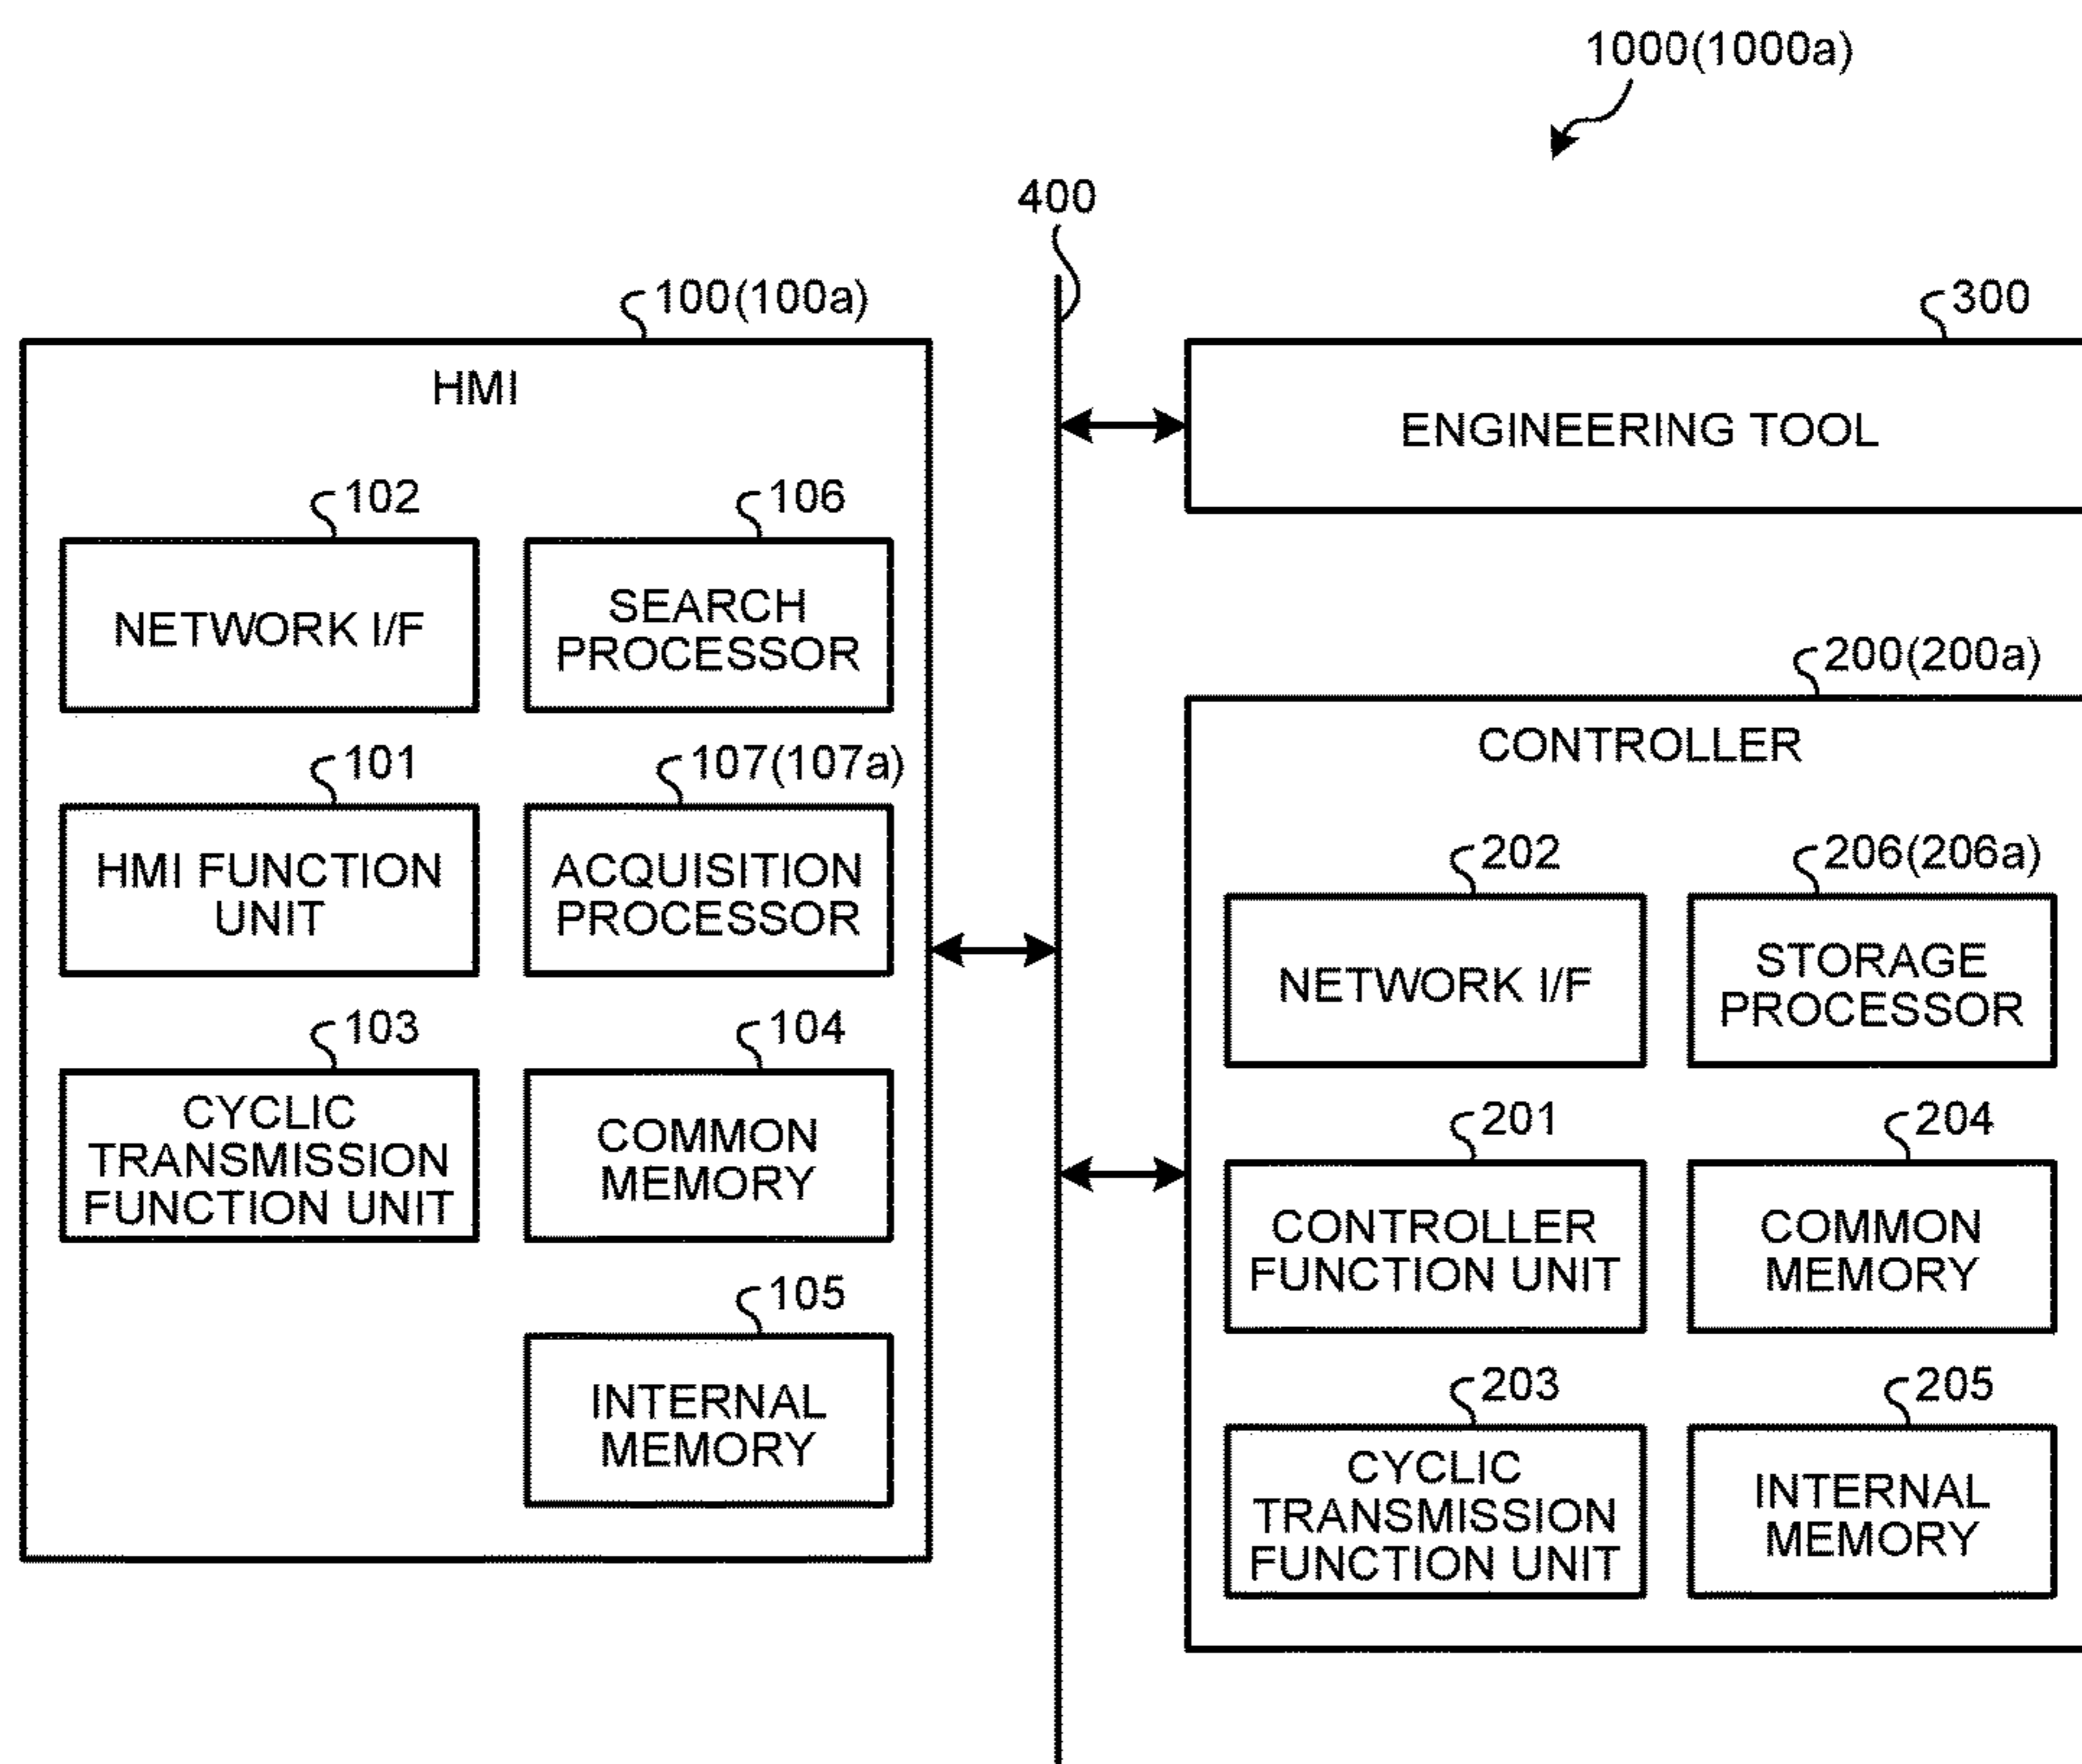 1000(1000a)
400
100(100a)
HMI
102
NETWORK I/F
106
SEARCH
PROCESSOR
101
HMI FUNCTION
UNIT
107(107a)
ACQUISITION
PROCESSOR
103
CYCLIC
TRANSMISSION
FUNCTION UNIT
104
COMMON
MEMORY
105
INTERNAL
MEMORY
300
ENGINEERING TOOL
200(200a)
CONTROLLER
202
NETWORK I/F
206(206a)
STORAGE
PROCESSOR
201
CONTROLLER
FUNCTION UNIT
204
COMMON
MEMORY
203
CYCLIC
TRANSMISSION
FUNCTION UNIT
205
INTERNAL
MEMORY